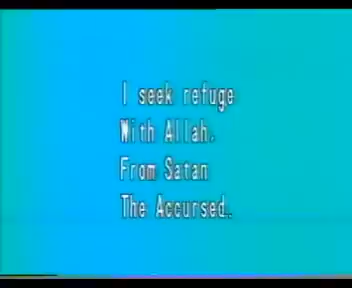 I seek refuge
With Allah.
From Satan
The Accursed.